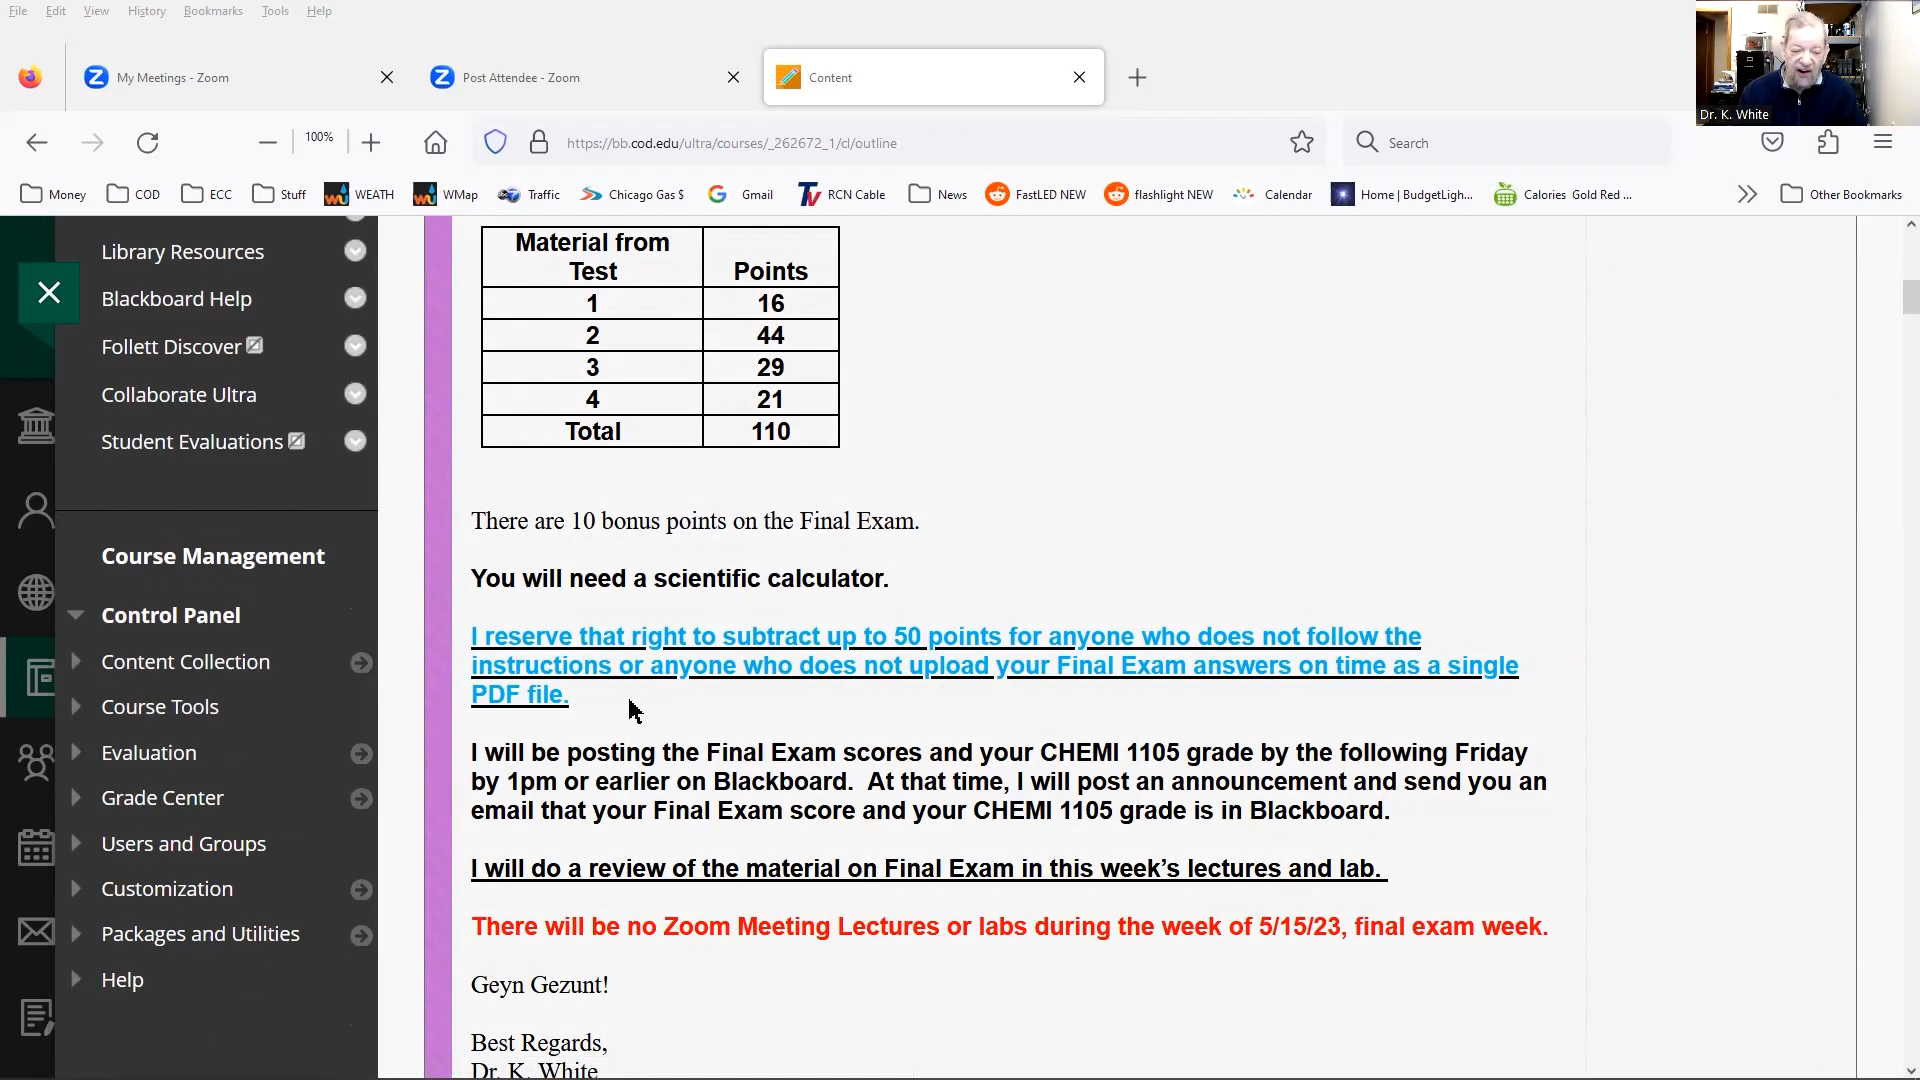 File Edit View History Bookmarks Tools Help
My Meetings - Zoom
Post Attendee - Zoom
Content
Dr. K. White
100%
https://bb.cod.edu/ultra/courses/_262672_1/cl/outline
Search
Money COD ECC Stuff WEATH WMap Traffic Chicago Gas $ Gmail RCN Cable News FastLED NEW flashlight NEW Calendar Home | BudgetLigh... Calories Gold Red ... Other Bookmarks
Library Resources
Blackboard Help
Follett Discover
Collaborate Ultra
Student Evaluations
Course Management
Control Panel
Content Collection
Course Tools
Evaluation
Grade Center
Users and Groups
Customization
Packages and Utilities
Help
Material from
Test Points
1 16
2 44
3 29
4 21
Total 110
There are 10 bonus points on the Final Exam.
You will need a scientific calculator.
I reserve that right to subtract up to 50 points for anyone who does not follow the
instructions or anyone who does not upload your Final Exam answers on time as a single
PDF file.
I will be posting the Final Exam scores and your CHEMI 1105 grade by the following Friday
by 1pm or earlier on Blackboard.  At that time, I will post an announcement and send you an
email that your Final Exam score and your CHEMI 1105 grade is in Blackboard.
I will do a review of the material on Final Exam in this week’s lectures and lab.
There will be no Zoom Meeting Lectures or labs during the week of 5/15/23, final exam week.
Geyn Gezunt!
Best Regards,
Dr. K. White